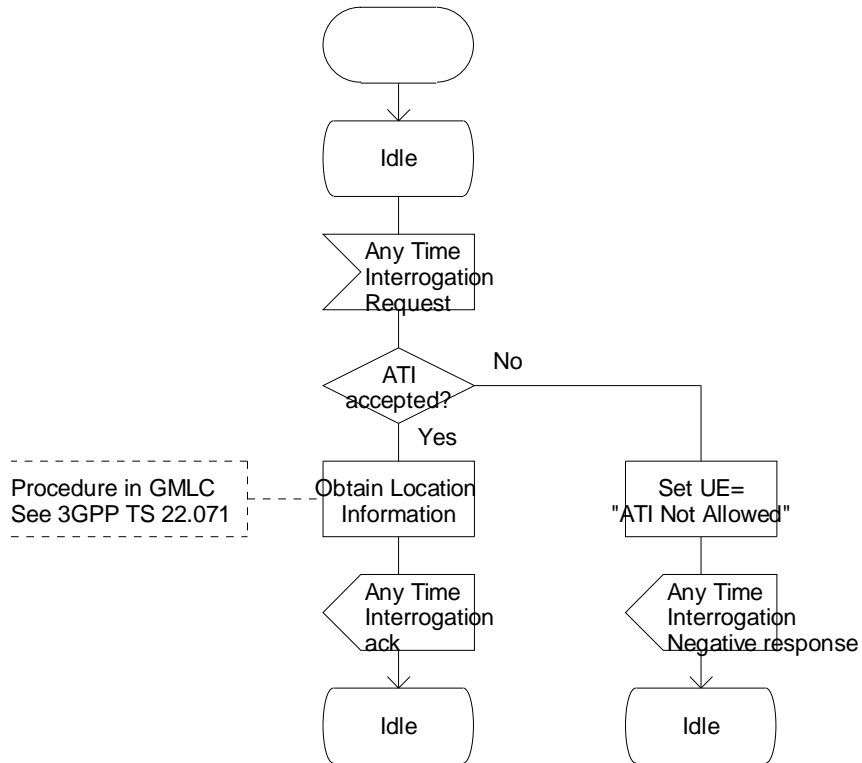 Idle
Any Time
Interrogation
Request
ATI
accepted?
No
Yes
Procedure in GMLC
See 3GPP TS 22.071
Obtain Location
Information
Set UE=
"ATI Not Allowed"
Any Time
Interrogation
ack
Any Time
Interrogation
Negative response
Idle
Idle